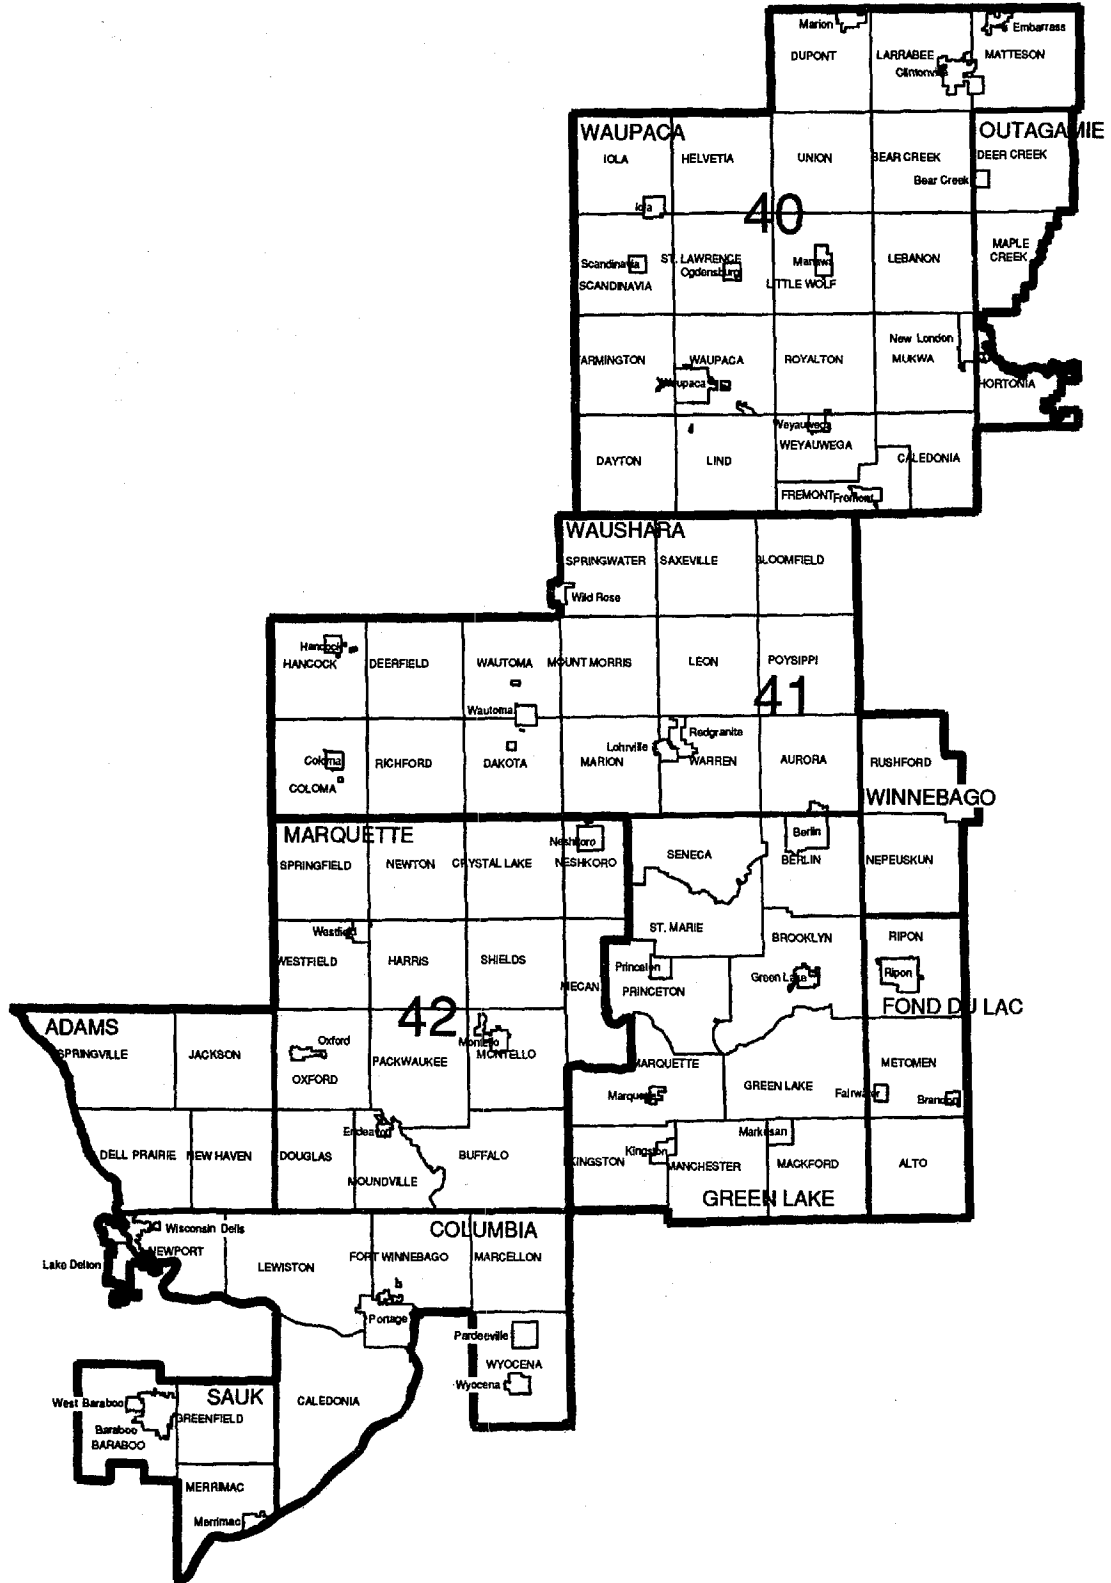 Marion
Embarrass
DUPONT
LARRABEE
MATTESON
Clintonville
WAUPACA
OUTAGAMIE
IOLA
HELVETIA
UNION
BEAR CREEK
DEER CREEK
Bear Creek
Iola
40
MAPLE
CREEK
Scandinavia
ST. LAWRENCE
Ogdensburg
Manawa
LEBANON
SCANDINAVIA
LITTLE WOLF
New London
FARMINGTON
WAUPACA
ROYALTON
MUKWA
Waupaca
HORTONIA
Weyauwega
WEYAUWEGA
DAYTON
LIND
CALEDONIA
FREMONT
Fremont
WAUSHARA
SPRINGWATER
SAXEVILLE
BLOOMFIELD
Wild Rose
Hancock
HANCOCK
DEERFIELD
WAUTOMA
MOUNT MORRIS
LEON
POYSIPPI
41
Wautoma
Redgranite
Lohrville
Coloma
RICHFORD
DAKOTA
MARION
WARREN
AURORA
RUSHFORD
COLOMA
WINNEBAGO
MARQUETTE
Neshkoro
Berlin
SPRINGFIELD
NEWTON
CRYSTAL LAKE
NESHKORO
SENECA
BERLIN
NEPEUSKUN
Westfield
ST. MARIE
BROOKLYN
RIPON
WESTFIELD
HARRIS
SHIELDS
Princeton
Green Lake
Ripon
MECAN
PRINCETON
FOND DU LAC
42
ADAMS
SPRINGVILLE
JACKSON
Oxford
Montello
MONTELLO
OXFORD
PACKWAUKEE
MARQUETTE
METOMEN
Marquette
GREEN LAKE
Fairwater
Brandon
Endeavor
Markesan
DELL PRAIRIE
NEW HAVEN
DOUGLAS
BUFFALO
Kingston
KINGSTON
MANCHESTER
MACKFORD
ALTO
MOUNDVILLE
GREEN LAKE
COLUMBIA
Wisconsin Dells
NEWPORT
FORT WINNEBAGO
MARCELLON
Lake Delton
LEWISTON
Portage
Pardeeville
WYOCENA
Wyocena
SAUK
West Baraboo
CALEDONIA
GREENFIELD
Baraboo
BARABOO
MERRIMAC
Merrimac